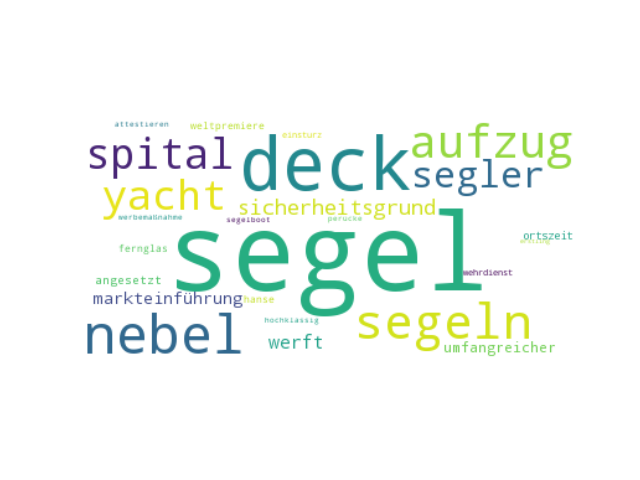 attestieren weltpremiere
einsturz
spital deck aufzug
segler
yacht sicherheitsgrund
werbemaßnahme segelboot perücke
segel
ortszeit
fernglas
angesetzt wehrdienst
markteinführung hanse
nebel hochklassig segeln
werft umfangreicher